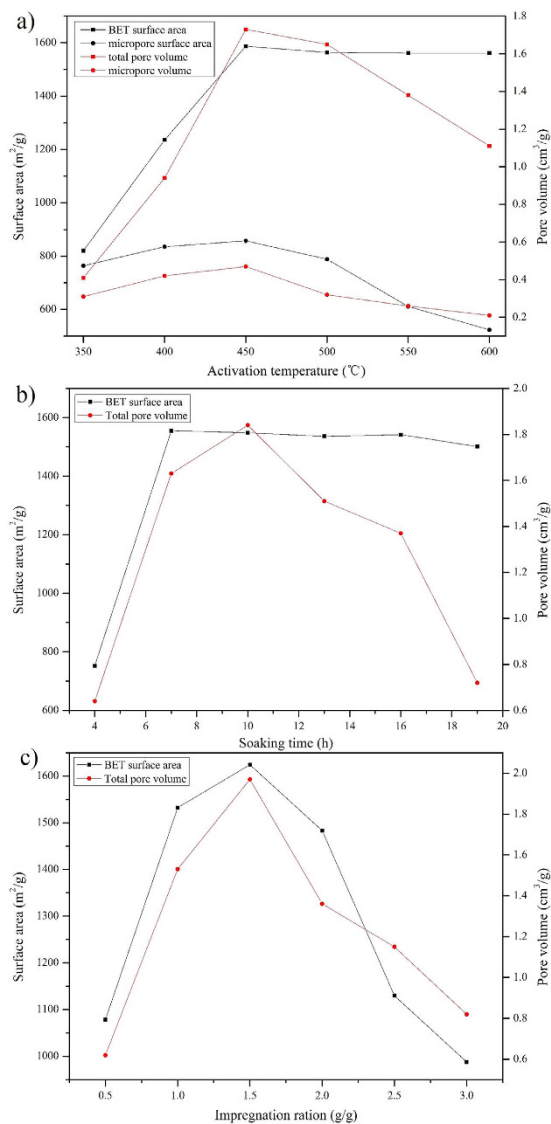 a)
BET surface area
micropore surface area
total pore volume
micropore volume
1600
1400
1200
1000
800
600
Surface area (m²/g)
1.8
1.6
1.4
1.2
1.0
0.8
0.6
0.4
0.2
Pore volume (cm³/g)
350 400 450 500 550 600
Activation temperature (℃)
b)
BET surface area
Total pore volume
1600
1400
1200
1000
800
600
Surface area (m²/g)
2.0
1.8
1.6
1.4
1.2
1.0
0.8
0.6
Pore volume (cm³/g)
4 6 8 10 12 14 16 18 20
Soaking time (h)
c)
BET surface area
Total pore volume
1600
1500
1400
1300
1200
1100
1000
Surface area (m²/g)
2.0
1.8
1.6
1.4
1.2
1.0
0.8
0.6
Pore volume (cm³/g)
0.5 1.0 1.5 2.0 2.5 3.0
Impregnation ration (g/g)